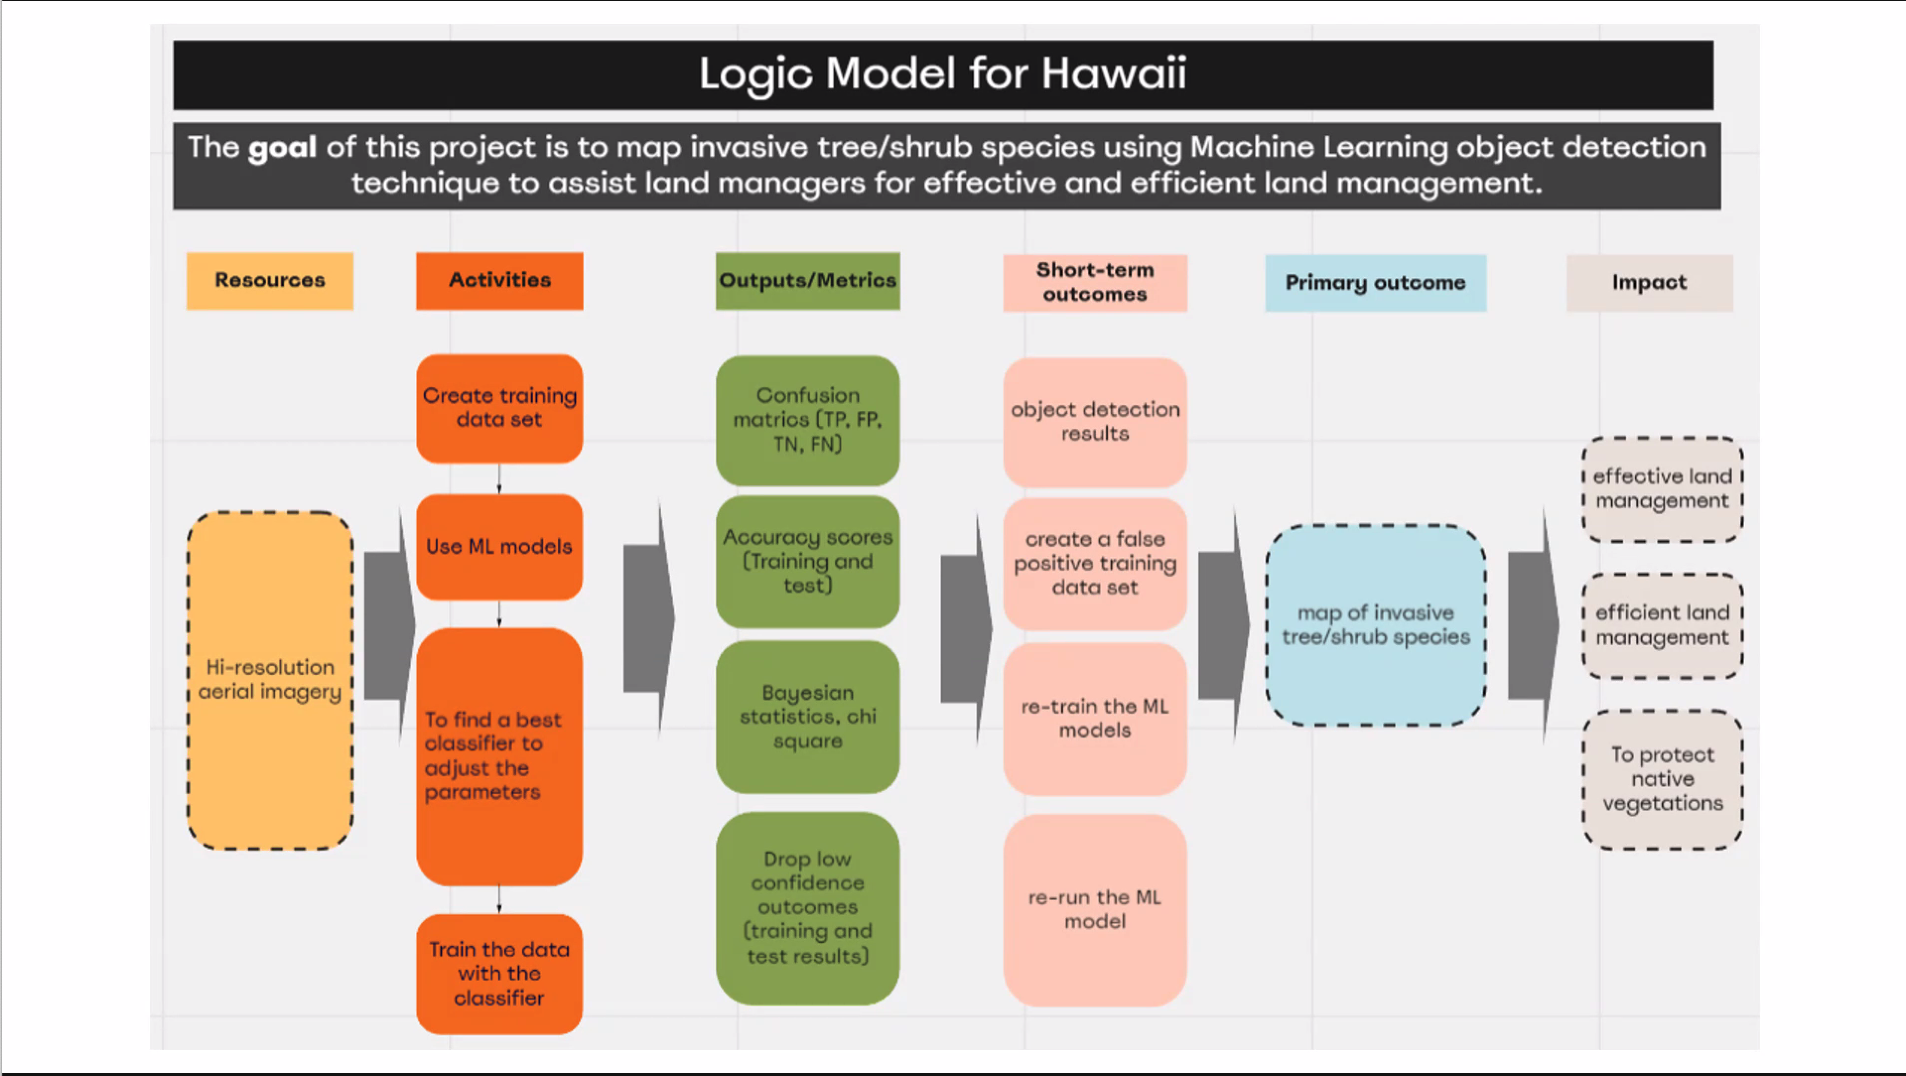 Logic Model for Hawaii
The goal of this project is to map invasive tree/shrub species using Machine Learning object detection
technique to assist land managers for effective and efficient land management.
Resources
Activities
Outputs/Metrics
Short-term
outcomes
Primary outcome
Impact
Hi-resolution
aerial imagery
Create training
data set
Use ML models
To find a best
classifier to
adjust the
parameters
Train the data
with the
classifier
Confusion
matrics (TP, FP,
TN, FN)
Accuracy scores
(Training and
test)
Bayesian
statistics, chi
square
Drop low
confidence
outcomes
(training and
test results)
object detection
results
create a false
positive training
data set
re-train the ML
models
re-run the ML
model
map of invasive
tree/shrub species
effective land
management
efficient land
management
To protect
native
vegetations